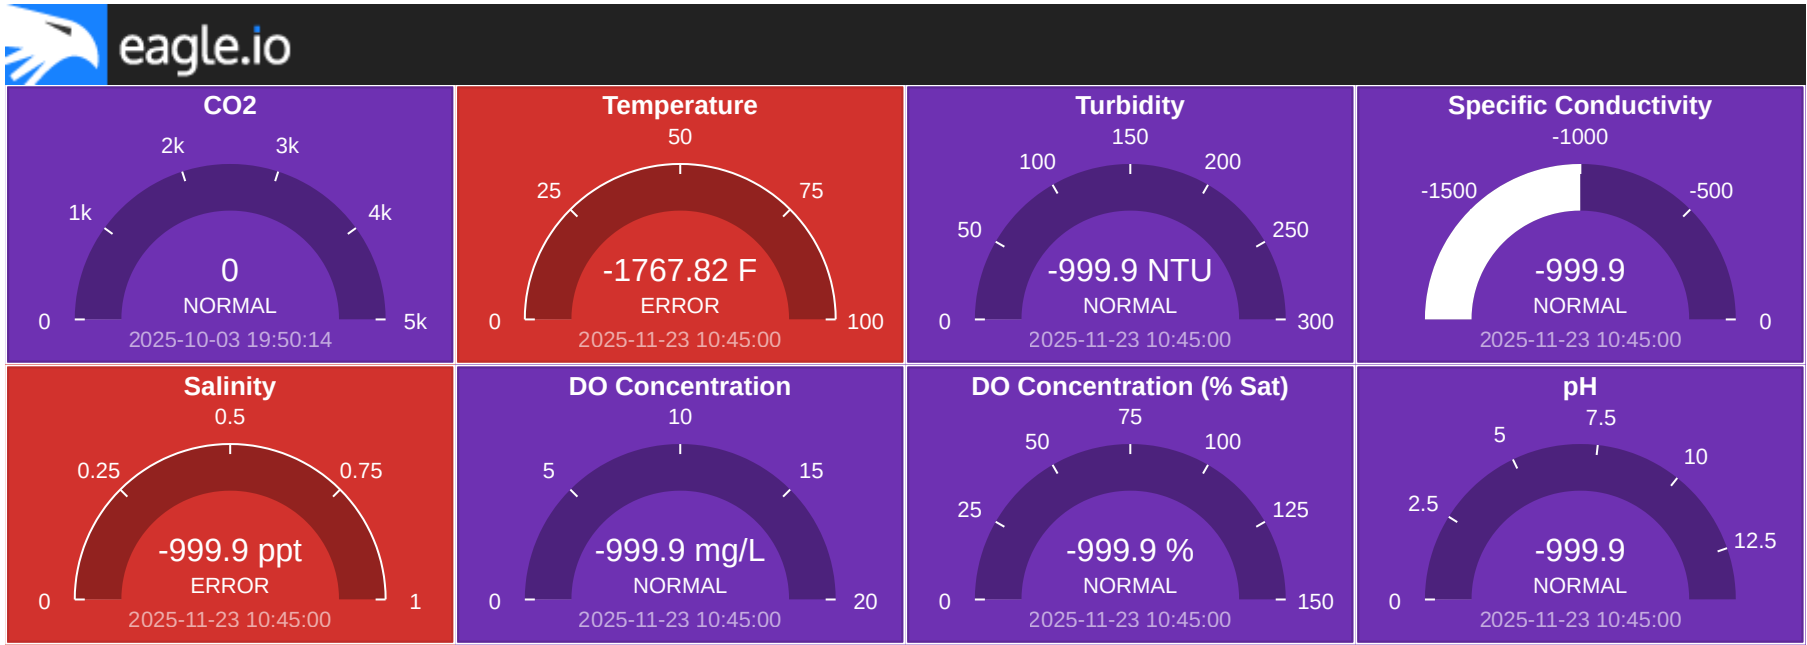 eagle.io
CO2
2k
3k
1k
4k
0
NORMAL
0
5k
2025-10-03 19:50:14
Temperature
50
25
75
-1767.82 F
ERROR
0
100
2025-11-23 10:45:00
Turbidity
150
100
200
50
250
-999.9 NTU
NORMAL
0
300
2025-11-23 10:45:00
Specific Conductivity
-1000
-1500
-500
-999.9
NORMAL
0
2025-11-23 10:45:00
Salinity
0.5
0.25
0.75
-999.9 ppt
ERROR
0
1
2025-11-23 10:45:00
DO Concentration
10
5
15
-999.9 mg/L
NORMAL
0
20
2025-11-23 10:45:00
DO Concentration (% Sat)
75
50
100
25
125
-999.9 %
NORMAL
0
150
2025-11-23 10:45:00
pH
7.5
5
10
2.5
12.5
-999.9
NORMAL
0
2025-11-23 10:45:00